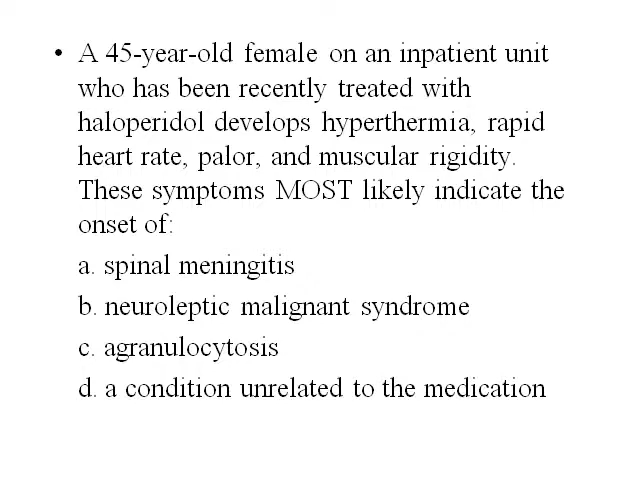 • A 45-year-old female on an inpatient unit
who has been recently treated with
haloperidol develops hyperthermia, rapid
heart rate, palor, and muscular rigidity.
These symptoms MOST likely indicate the
onset of:
a. spinal meningitis
b. neuroleptic malignant syndrome
c. agranulocytosis
d. a condition unrelated to the medication